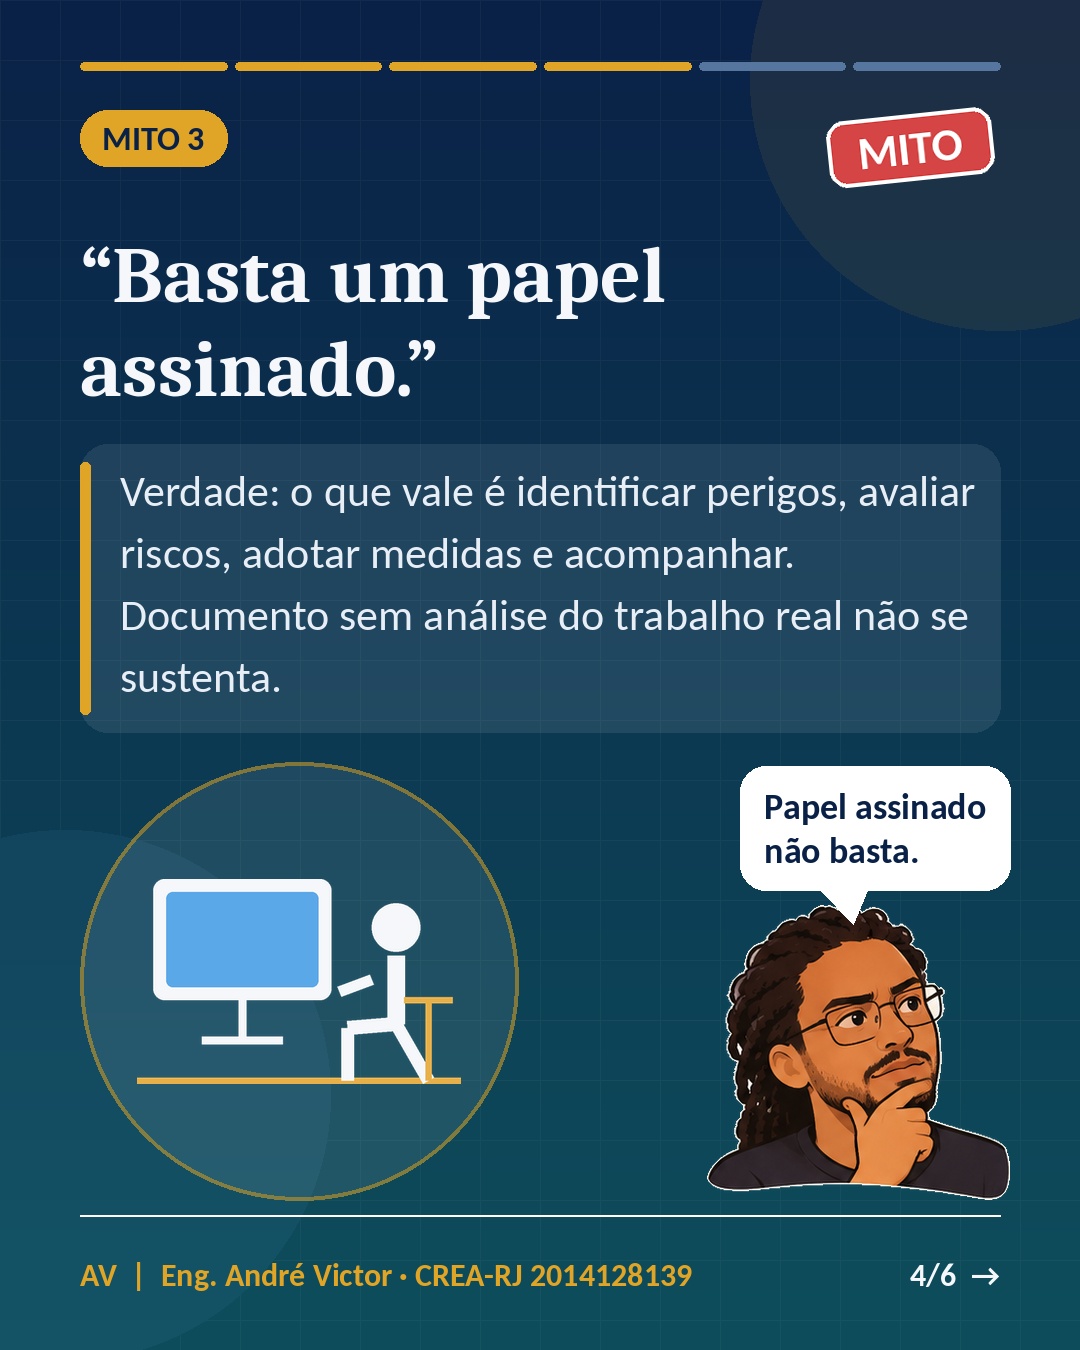 MITO 3
MITO
“Basta um papel
assinado.”
Verdade: o que vale é identificar perigos, avaliar
riscos, adotar medidas e acompanhar.
Documento sem análise do trabalho real não se
sustenta.
Papel assinado
não basta.
AV | Eng. André Victor · CREA-RJ 2014128139
4/6 →